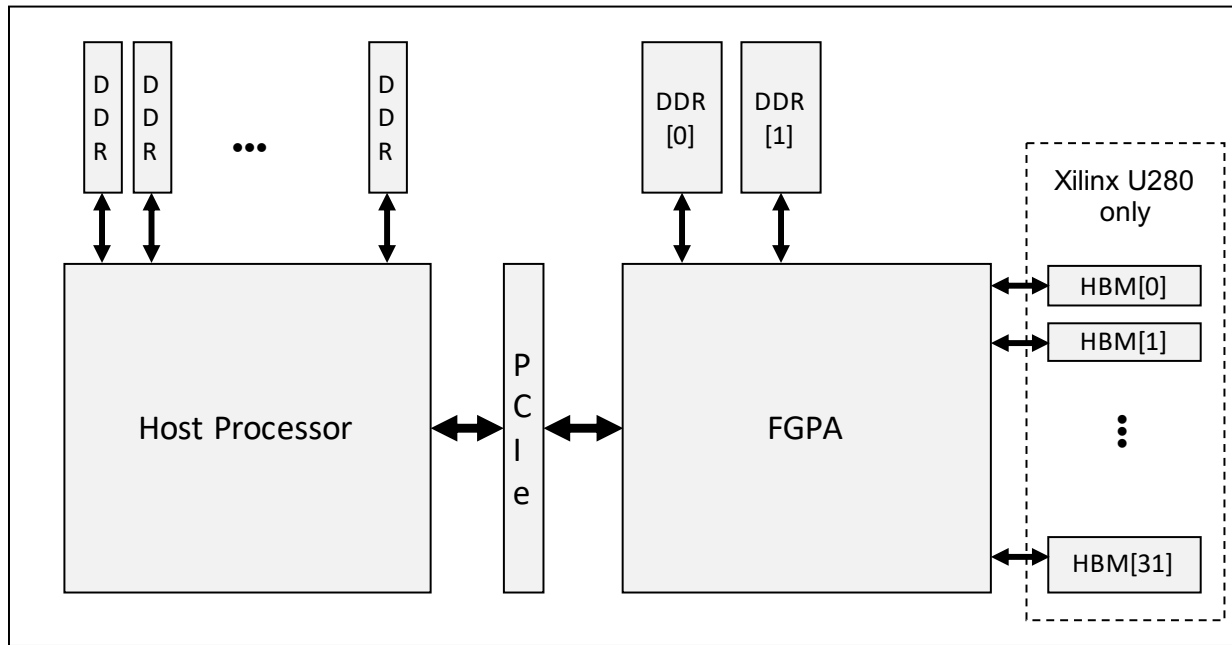 D
D
R
D
D
R
...
D
D
R
DDR
[0]
DDR
[1]
Xilinx U280
only
HBM[0]
HBM[1]
HBM[31]
Host Processor
P
C
I
e
FGPA